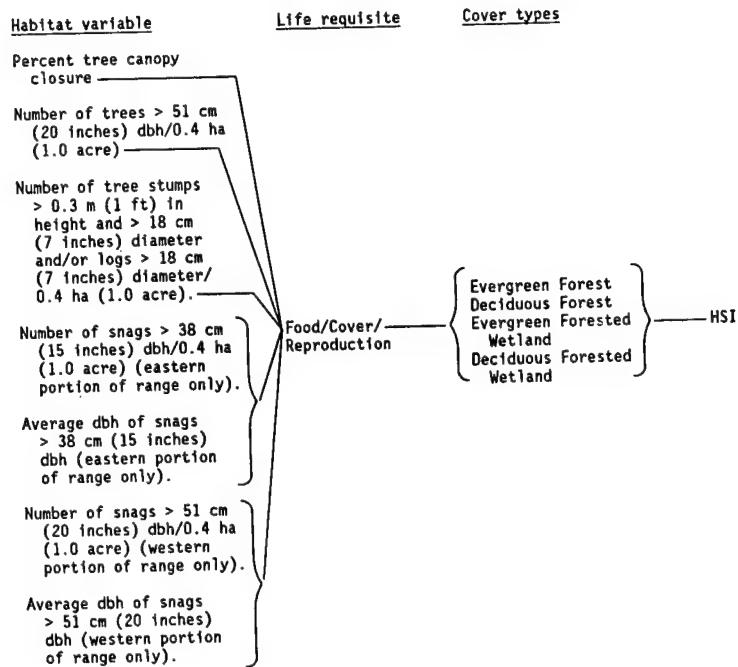 Habitat variable
Life requisite
Cover types
Percent tree canopy
closure
Number of trees > 51 cm
(20 inches) dbh/0.4 ha
(1.0 acre)
Number of tree stumps
> 0.3 m (1 ft) in
height and > 18 cm
(7 inches) diameter
and/or logs > 18 cm
(7 inches) diameter/
0.4 ha (1.0 acre).
Number of snags > 38 cm
(15 inches) dbh/0.4 ha
(1.0 acre) (eastern
portion of range only).
Average dbh of snags
> 38 cm (15 inches)
dbh (eastern portion
of range only).
Number of snags > 51 cm
(20 inches) dbh/0.4 ha
(1.0 acre) (western
portion of range only).
Average dbh of snags
> 51 cm (20 inches)
dbh (western portion
of range only).
Food/Cover/
Reproduction
Evergreen Forest
Deciduous Forest
Evergreen Forested
Wetland
Deciduous Forested
Wetland
HSI